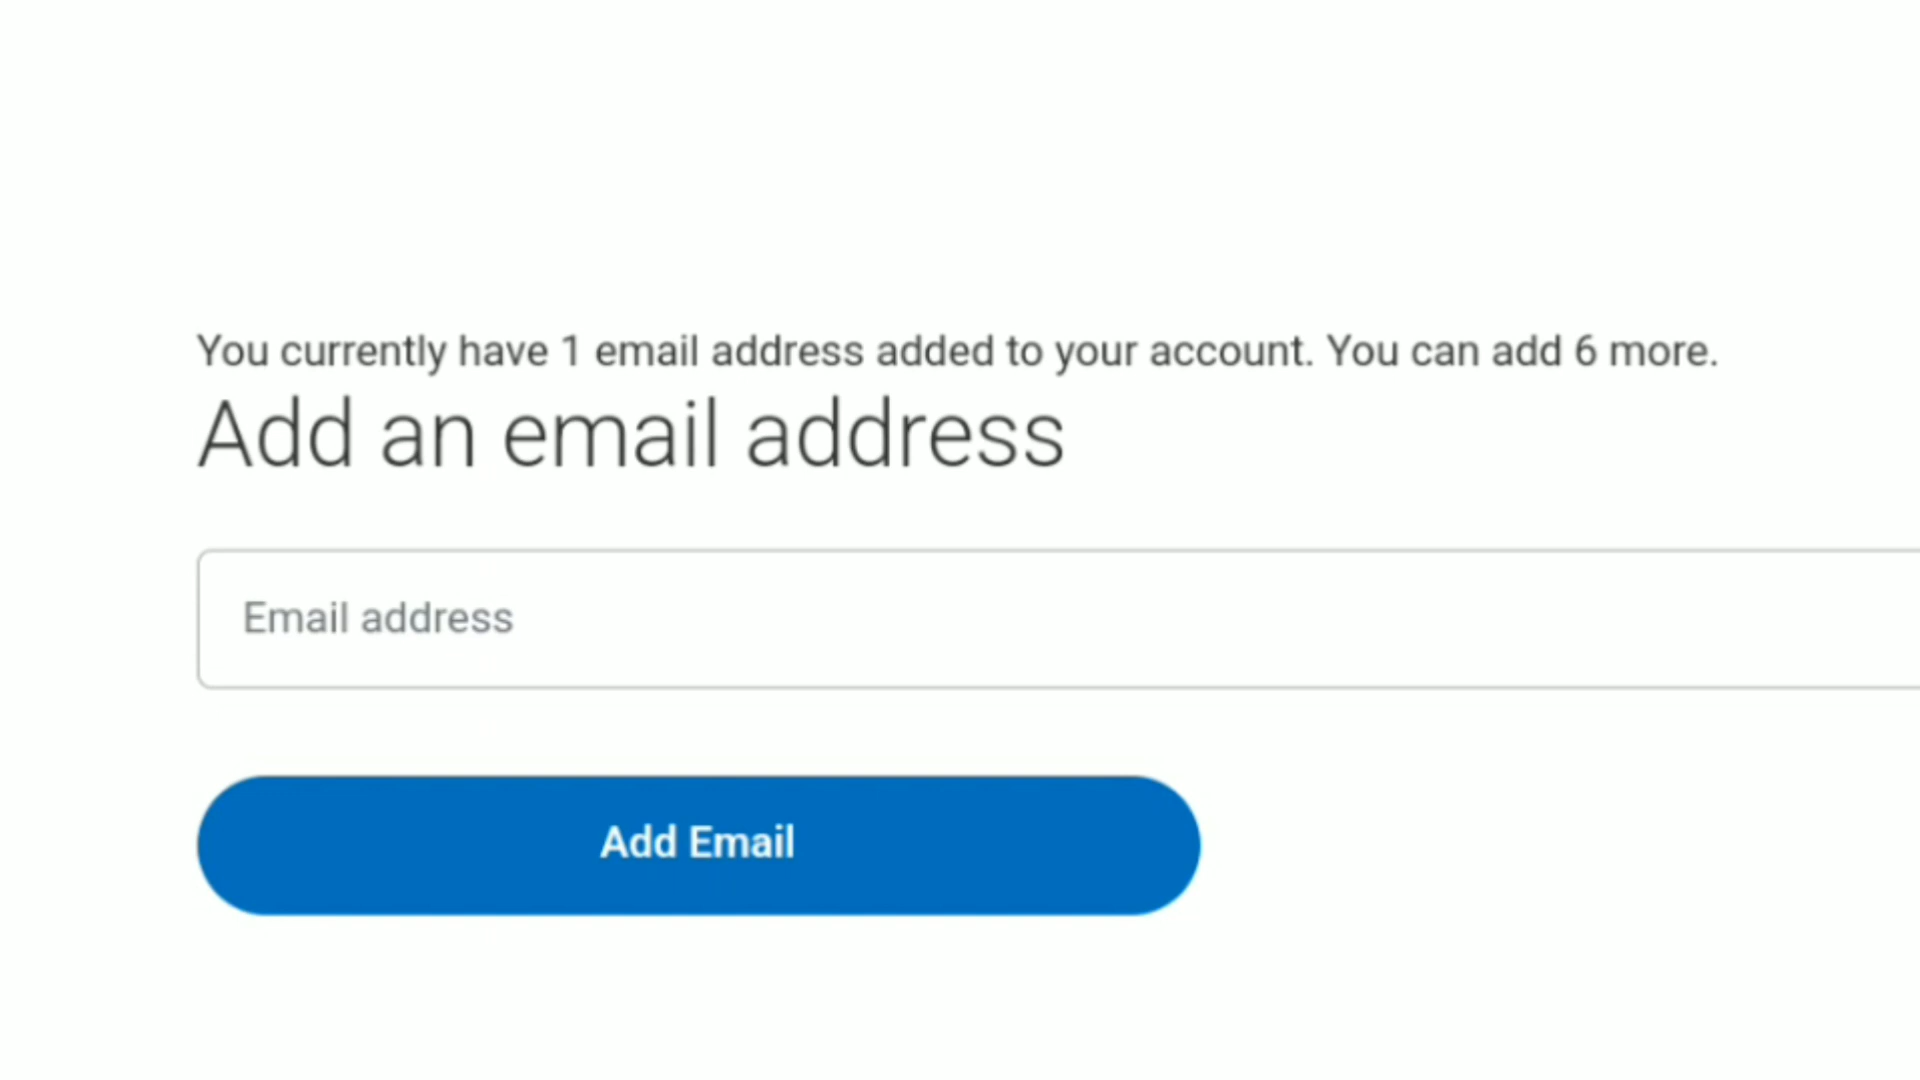 You currently have 1 email address added to your account. You can add 6 more.
Add an email address
Email address
Add Email